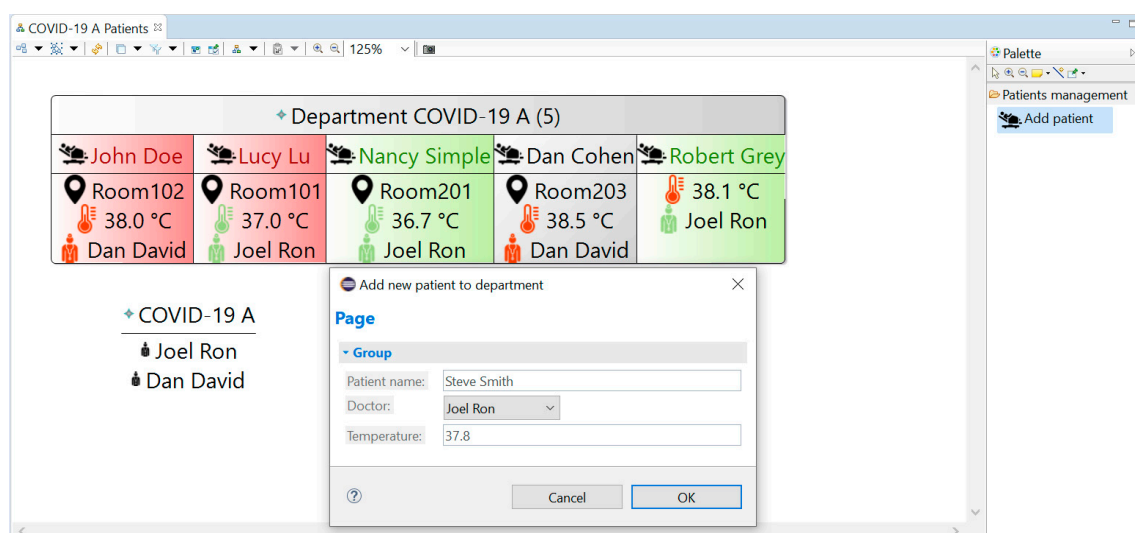 COVID-19 A Patients
125%
Palette
Patients management
Add patient
Department COVID-19 A (5)
John Doe Lucy Lu Nancy Simple Dan Cohen Robert Grey
Room102 Room101 Room201 Room203 38.1 °C
38.0 °C 37.0 °C 36.7 °C 38.5 °C Joel Ron
Dan David Joel Ron Joel Ron Dan David
COVID-19 A
Joel Ron
Dan David
Add new patient to department
Page
Group
Patient name: Steve Smith
Doctor: Joel Ron
Temperature: 37.8
Cancel OK